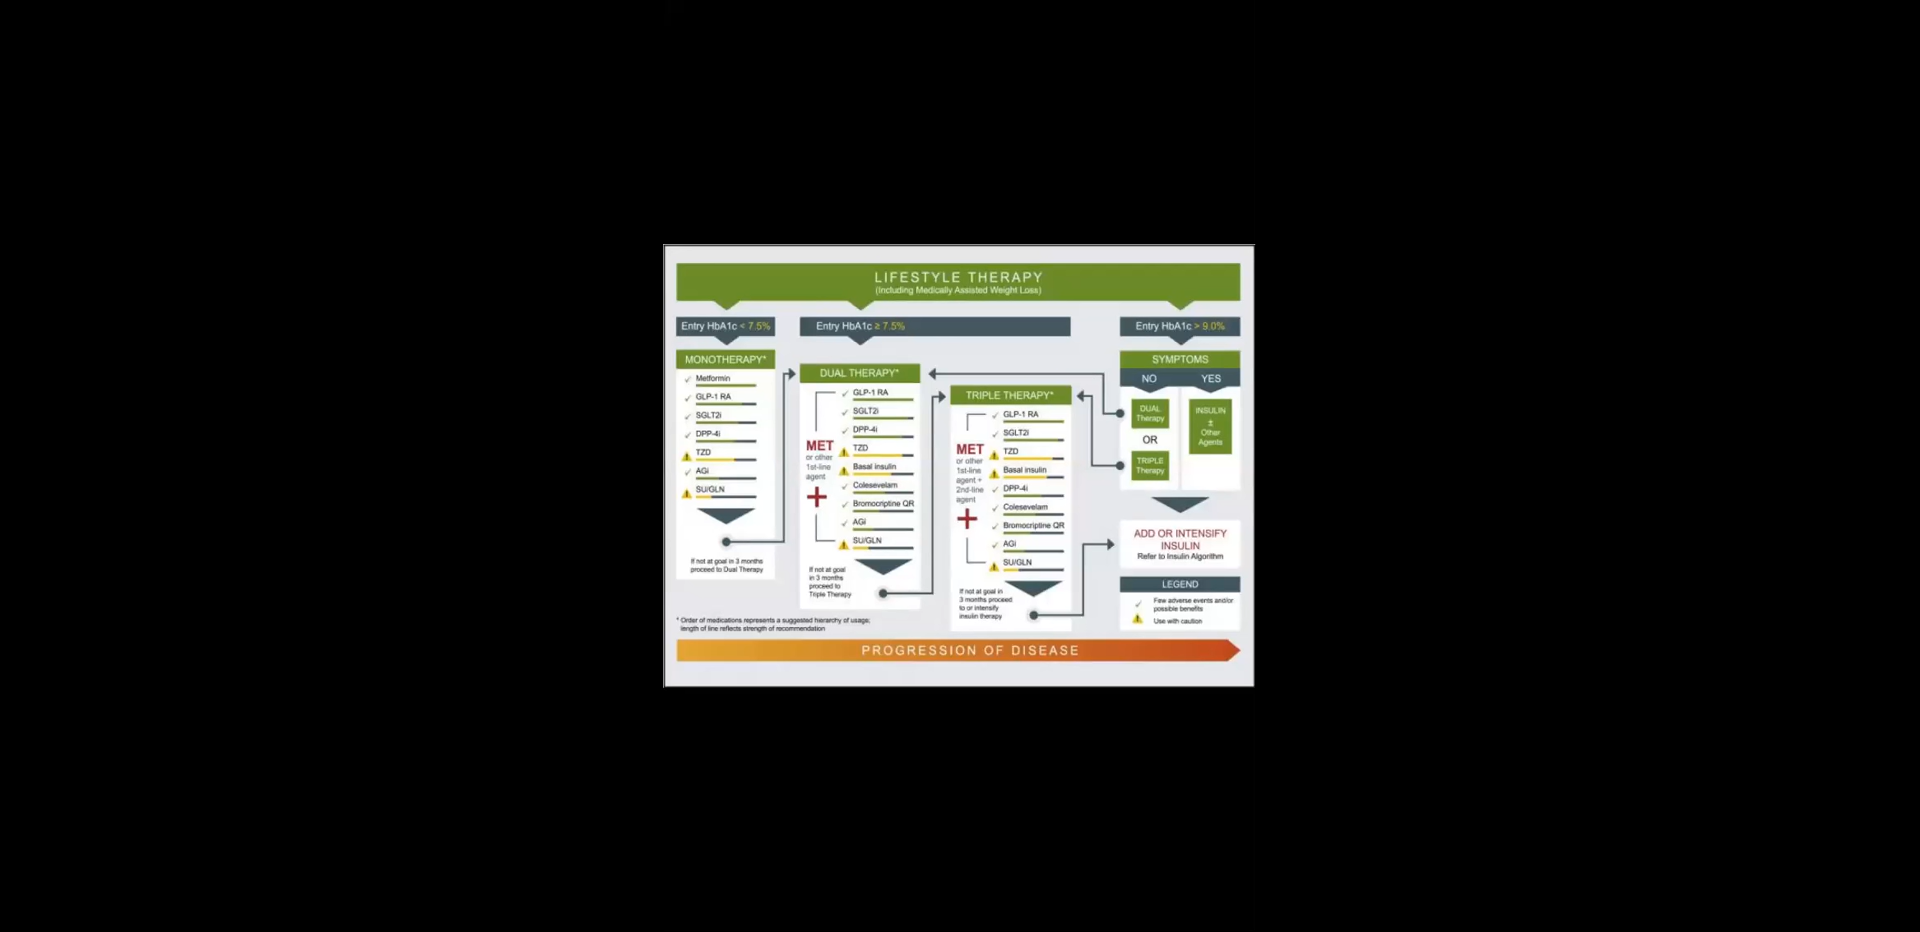 LIFESTYLE THERAPY
(Including Medically Assisted Weight Loss)
Entry HbA1c < 7.5%
Entry HbA1c ≥ 7.5%
Entry HbA1c > 9.0%
MONOTHERAPY*
Metformin
GLP-1 RA
SGLT2i
DPP-4i
TZD
AGi
SU/GLN
If not at goal in 3 months
proceed to Dual Therapy
DUAL THERAPY*
MET
or other
1st-line
agent
+
GLP-1 RA
SGLT2i
DPP-4i
TZD
Basal insulin
Colesevelam
Bromocriptine QR
AGi
SU/GLN
If not at goal
in 3 months
proceed to
Triple Therapy
TRIPLE THERAPY*
MET
or other
1st-line
agent +
2nd-line
agent
+
GLP-1 RA
SGLT2i
TZD
Basal insulin
DPP-4i
Colesevelam
Bromocriptine QR
AGi
SU/GLN
If not at goal in
3 months proceed
to or intensify
insulin therapy
SYMPTOMS
NO
YES
DUAL
Therapy
OR
TRIPLE
Therapy
INSULIN
±
Other
Agents
ADD OR INTENSIFY
INSULIN
Refer to Insulin Algorithm
LEGEND
Few adverse events and/or
possible benefits
Use with caution
* Order of medications represents a suggested hierarchy of usage;
length of line reflects strength of recommendation
PROGRESSION OF DISEASE